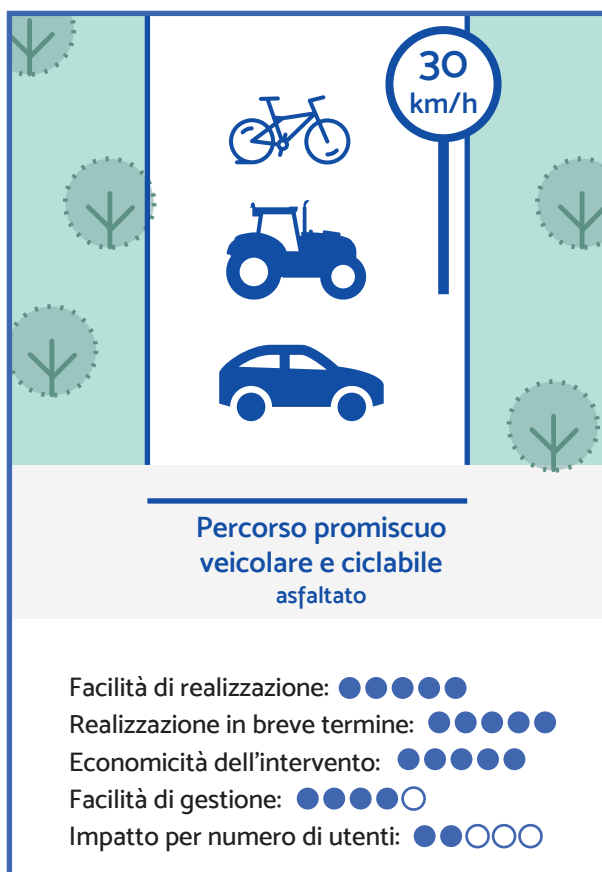 30
km/h
Percorso promiscuo
veicolare e ciclabile
asfaltato
Facilità di realizzazione:
Realizzazione in breve termine:
Economicità dell'intervento:
Facilità di gestione:
Impatto per numero di utenti: